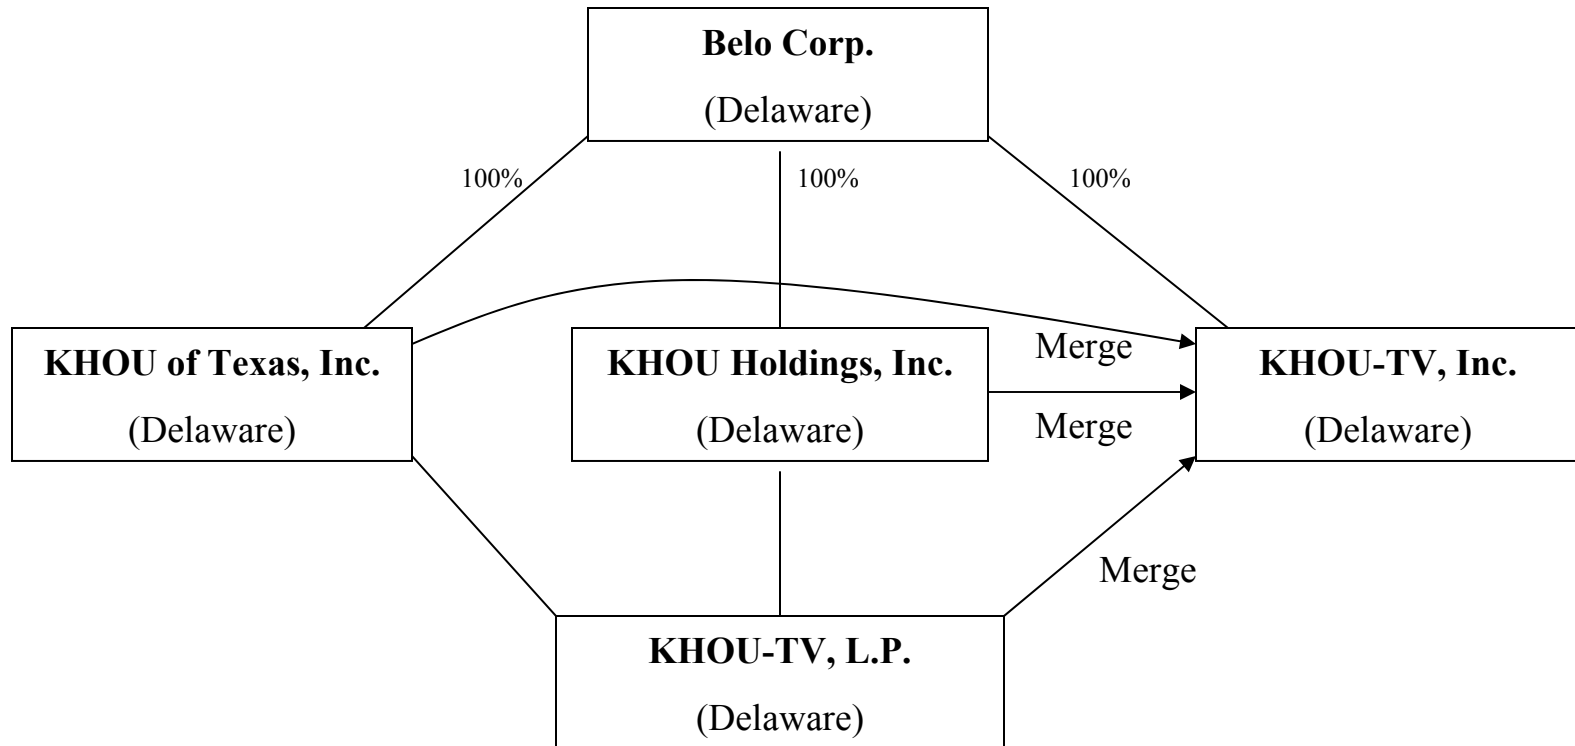 Belo Corp.
(Delaware)
100%
100%
100%
KHOU of Texas, Inc.
(Delaware)
KHOU Holdings, Inc.
(Delaware)
Merge
Merge
KHOU-TV, Inc.
(Delaware)
Merge
KHOU-TV, L.P.
(Delaware)